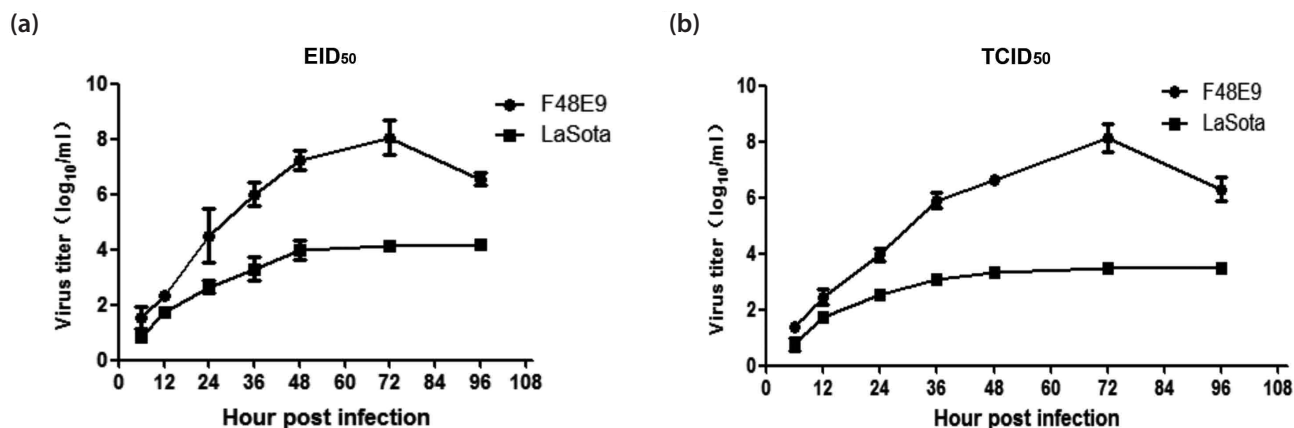 (a)
EID50
Virus titer（log10/ml）
10
8
6
4
2
0
F48E9
LaSota
0 12 24 36 48 60 72 84 96 108
Hour post infection
(b)
TCID50
Virus titer（log10/ml）
10
8
6
4
2
0
F48E9
LaSota
0 12 24 36 48 60 72 84 96 108
Hour post infection